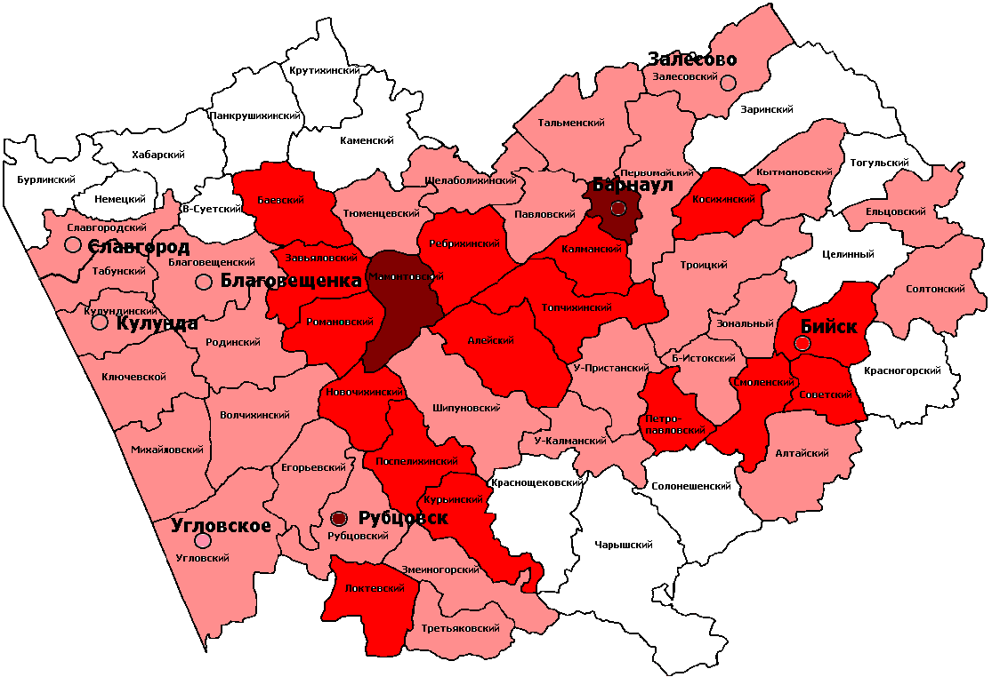 Залесово
Залесовский
Крутихинский
Панкрушихинский
Заринский
Тальменский
Каменский
Хабарский
Тогульский
Кытмановский
Первомайский
Бурлинский
Шелаболихинский
Барнаул
Немецкий
Баевский
Косихинский
В-Суетский
Тюменцевский
Павловский
Ельцовский
Славгородский
Славгород
Ребрихинский
Калманский
Целинный
Завьяловский
Благовещенский
Троицкий
Табунский
Благовещенка
Мамонтовский
Солтонский
Топчихинский
Кулундинский
Кулунда
Романовский
Зональный
Бийск
Родинский
Алейский
Б-Истокский
У-Пристанский
Красногорский
Ключевской
Смоленский
Новочихинский
Советский
Шипуновский
Волчихинский
Петро-
павловский
У-Калманский
Михайловский
Алтайский
Поспелихинский
Егорьевский
Краснощековский
Солонешенский
Курьинский
Рубцовск
Угловское
Рубцовский
Чарышский
Угловский
Змеиногорский
Локтевский
Третьяковский